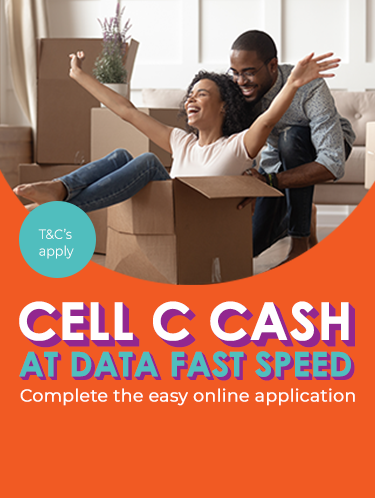 T&C's
apply
CELL C CASH
AT DATA FAST SPEED
Complete the easy online application